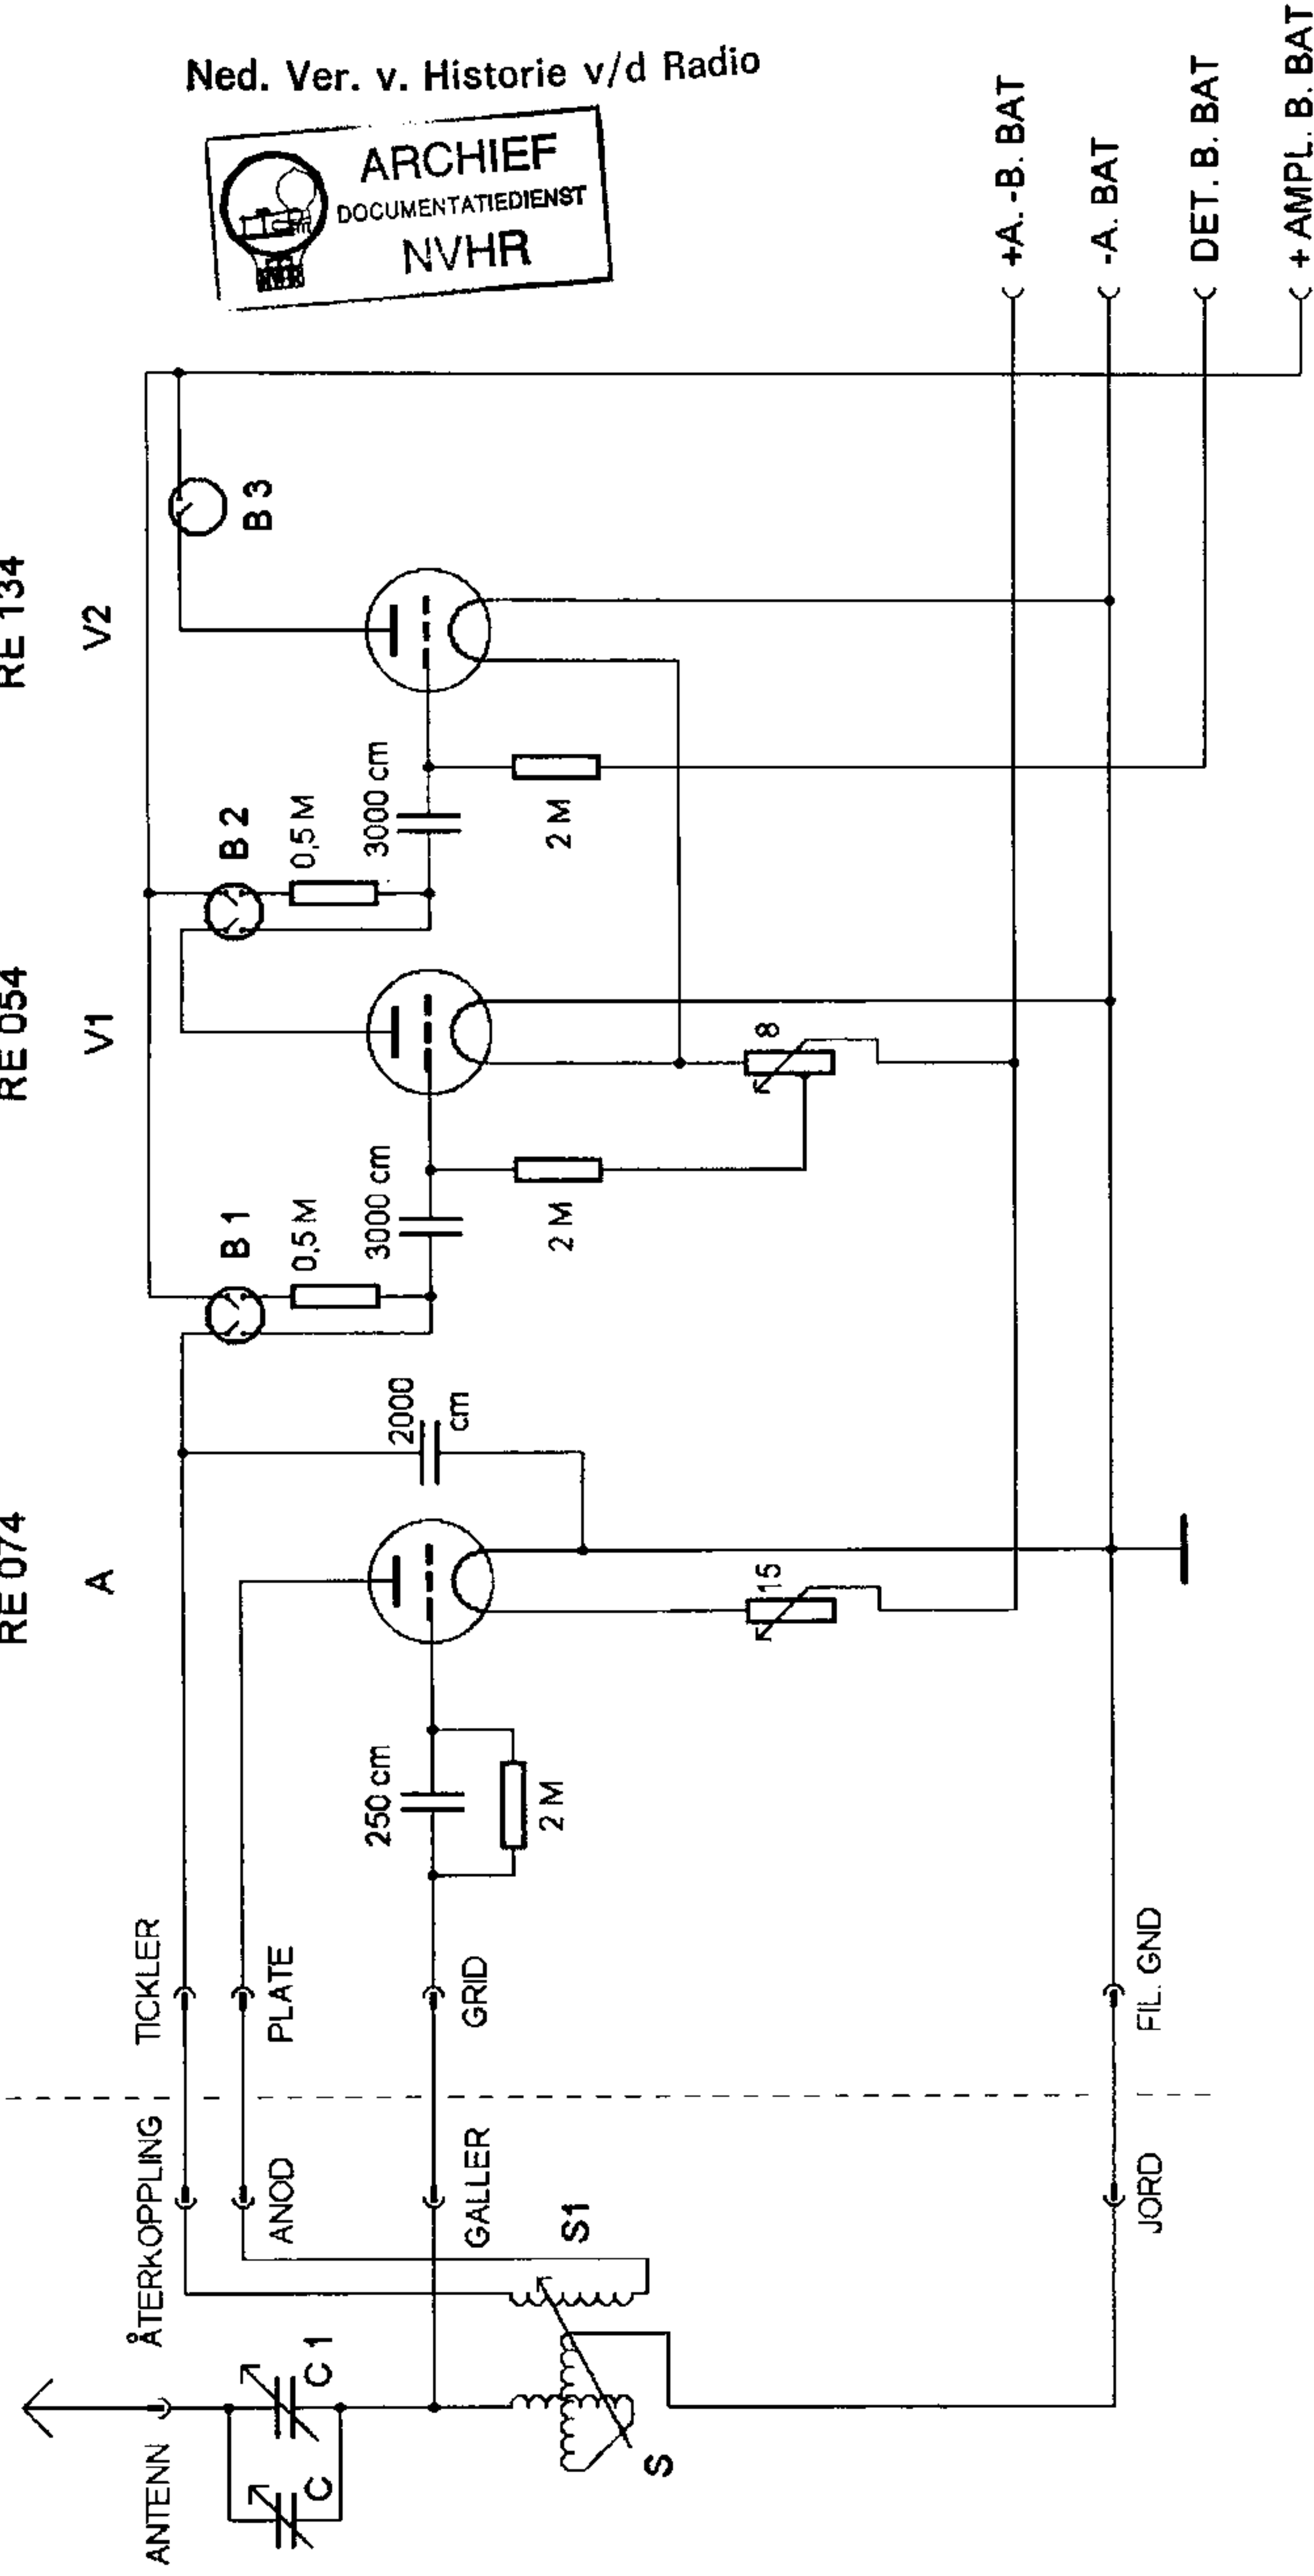 Ned. Ver. v. Historie v/d Radio
ARCHIEF
DOCUMENTATIEDIENST
NVHR
RE 074
RE 054
RE 134
A
V1
V2
ANTENN
ÅTERKOPPLING
TICKLER
ANOD
PLATE
GALLER
GRID
JORD
FIL. GND
C
C 1
S
S1
250 cm
2 M
2000
cm
15
B 1
0,5 M
3000 cm
2 M
8
B 2
0,5 M
3000 cm
2 M
B 3
+A. -B. BAT
-A. BAT
DET. B. BAT
+ AMPL. B. BAT